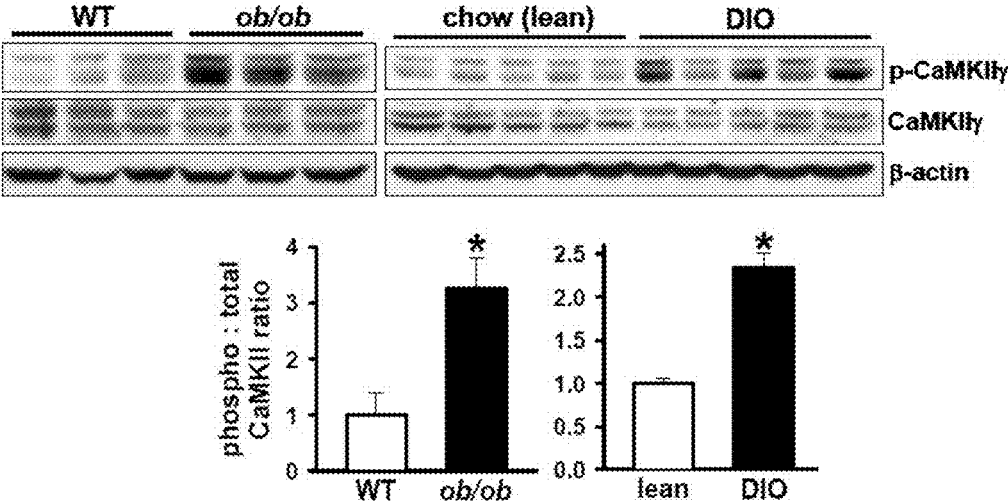 WT ob/ob chow (lean) DIO
p-CaMKIIγ
CaMKIIγ
β-actin
phospho : total
CaMKII ratio
4
3
2
1
0
*
WT ob/ob
2.5
2.0
1.5
1.0
0.5
0.0
*
lean DIO